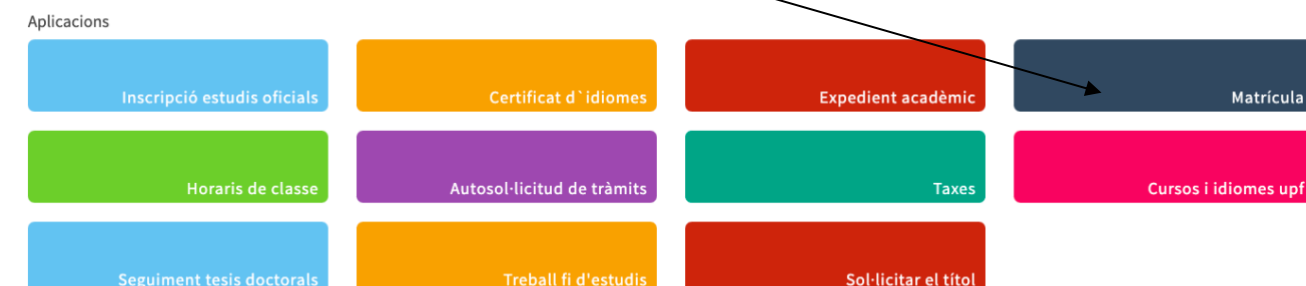 Aplicacions
Inscripció estudis oficials
Certificat d`idiomes
Expedient acadèmic
Matrícula
Horaris de classe
Autosol·licitud de tràmits
Taxes
Cursos i idiomes upf
Seguiment tesis doctorals
Treball fi d'estudis
Sol·licitar el títol